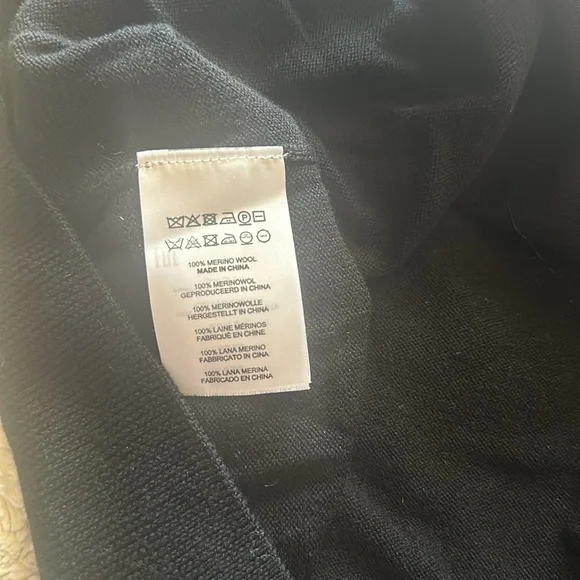 100% MERINO WOOL
MADE IN CHINA
100% MERINOWOL
GEPRODUCEERD IN CHINA
100% MERINOWOLLE
HERGESTELLT IN CHINA
100% LAINE MÉRINOS
FABRIQUÉ EN CHINE
100% LANA MERINO
FABBRICATO IN CINA
100% LANA MERINA
FABRICADO EN CHINA